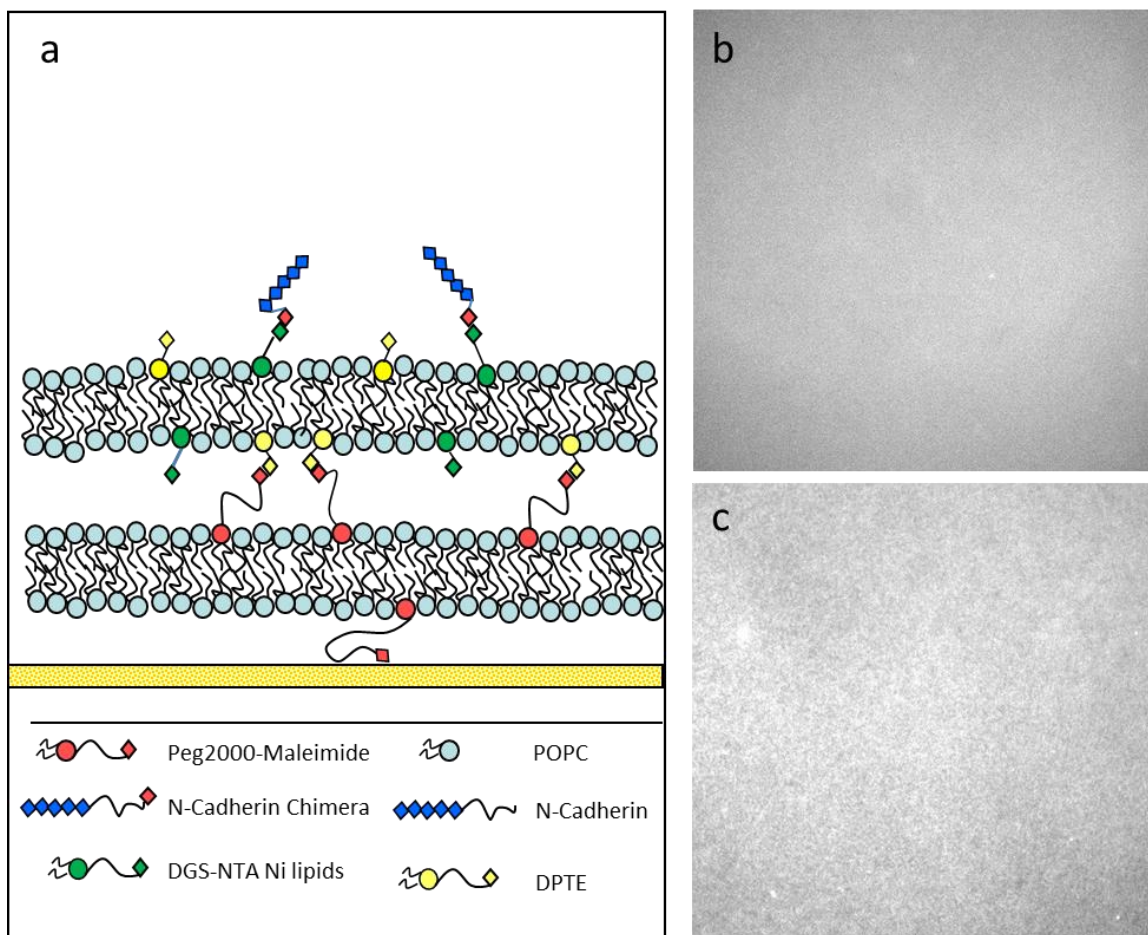 a
b
c
Peg2000-Maleimide
POPC
N-Cadherin Chimera
N-Cadherin
DGS-NTA Ni lipids
DPTE